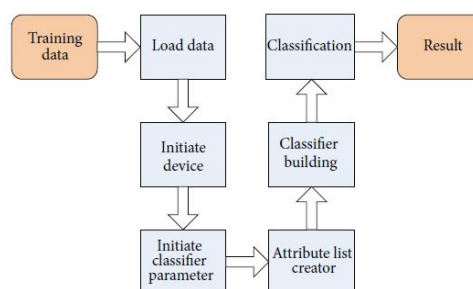 Training
data
Load data
Initiate
device
Initiate
classifier
parameter
Attribute list
creator
Classifier
building
Classification
Result